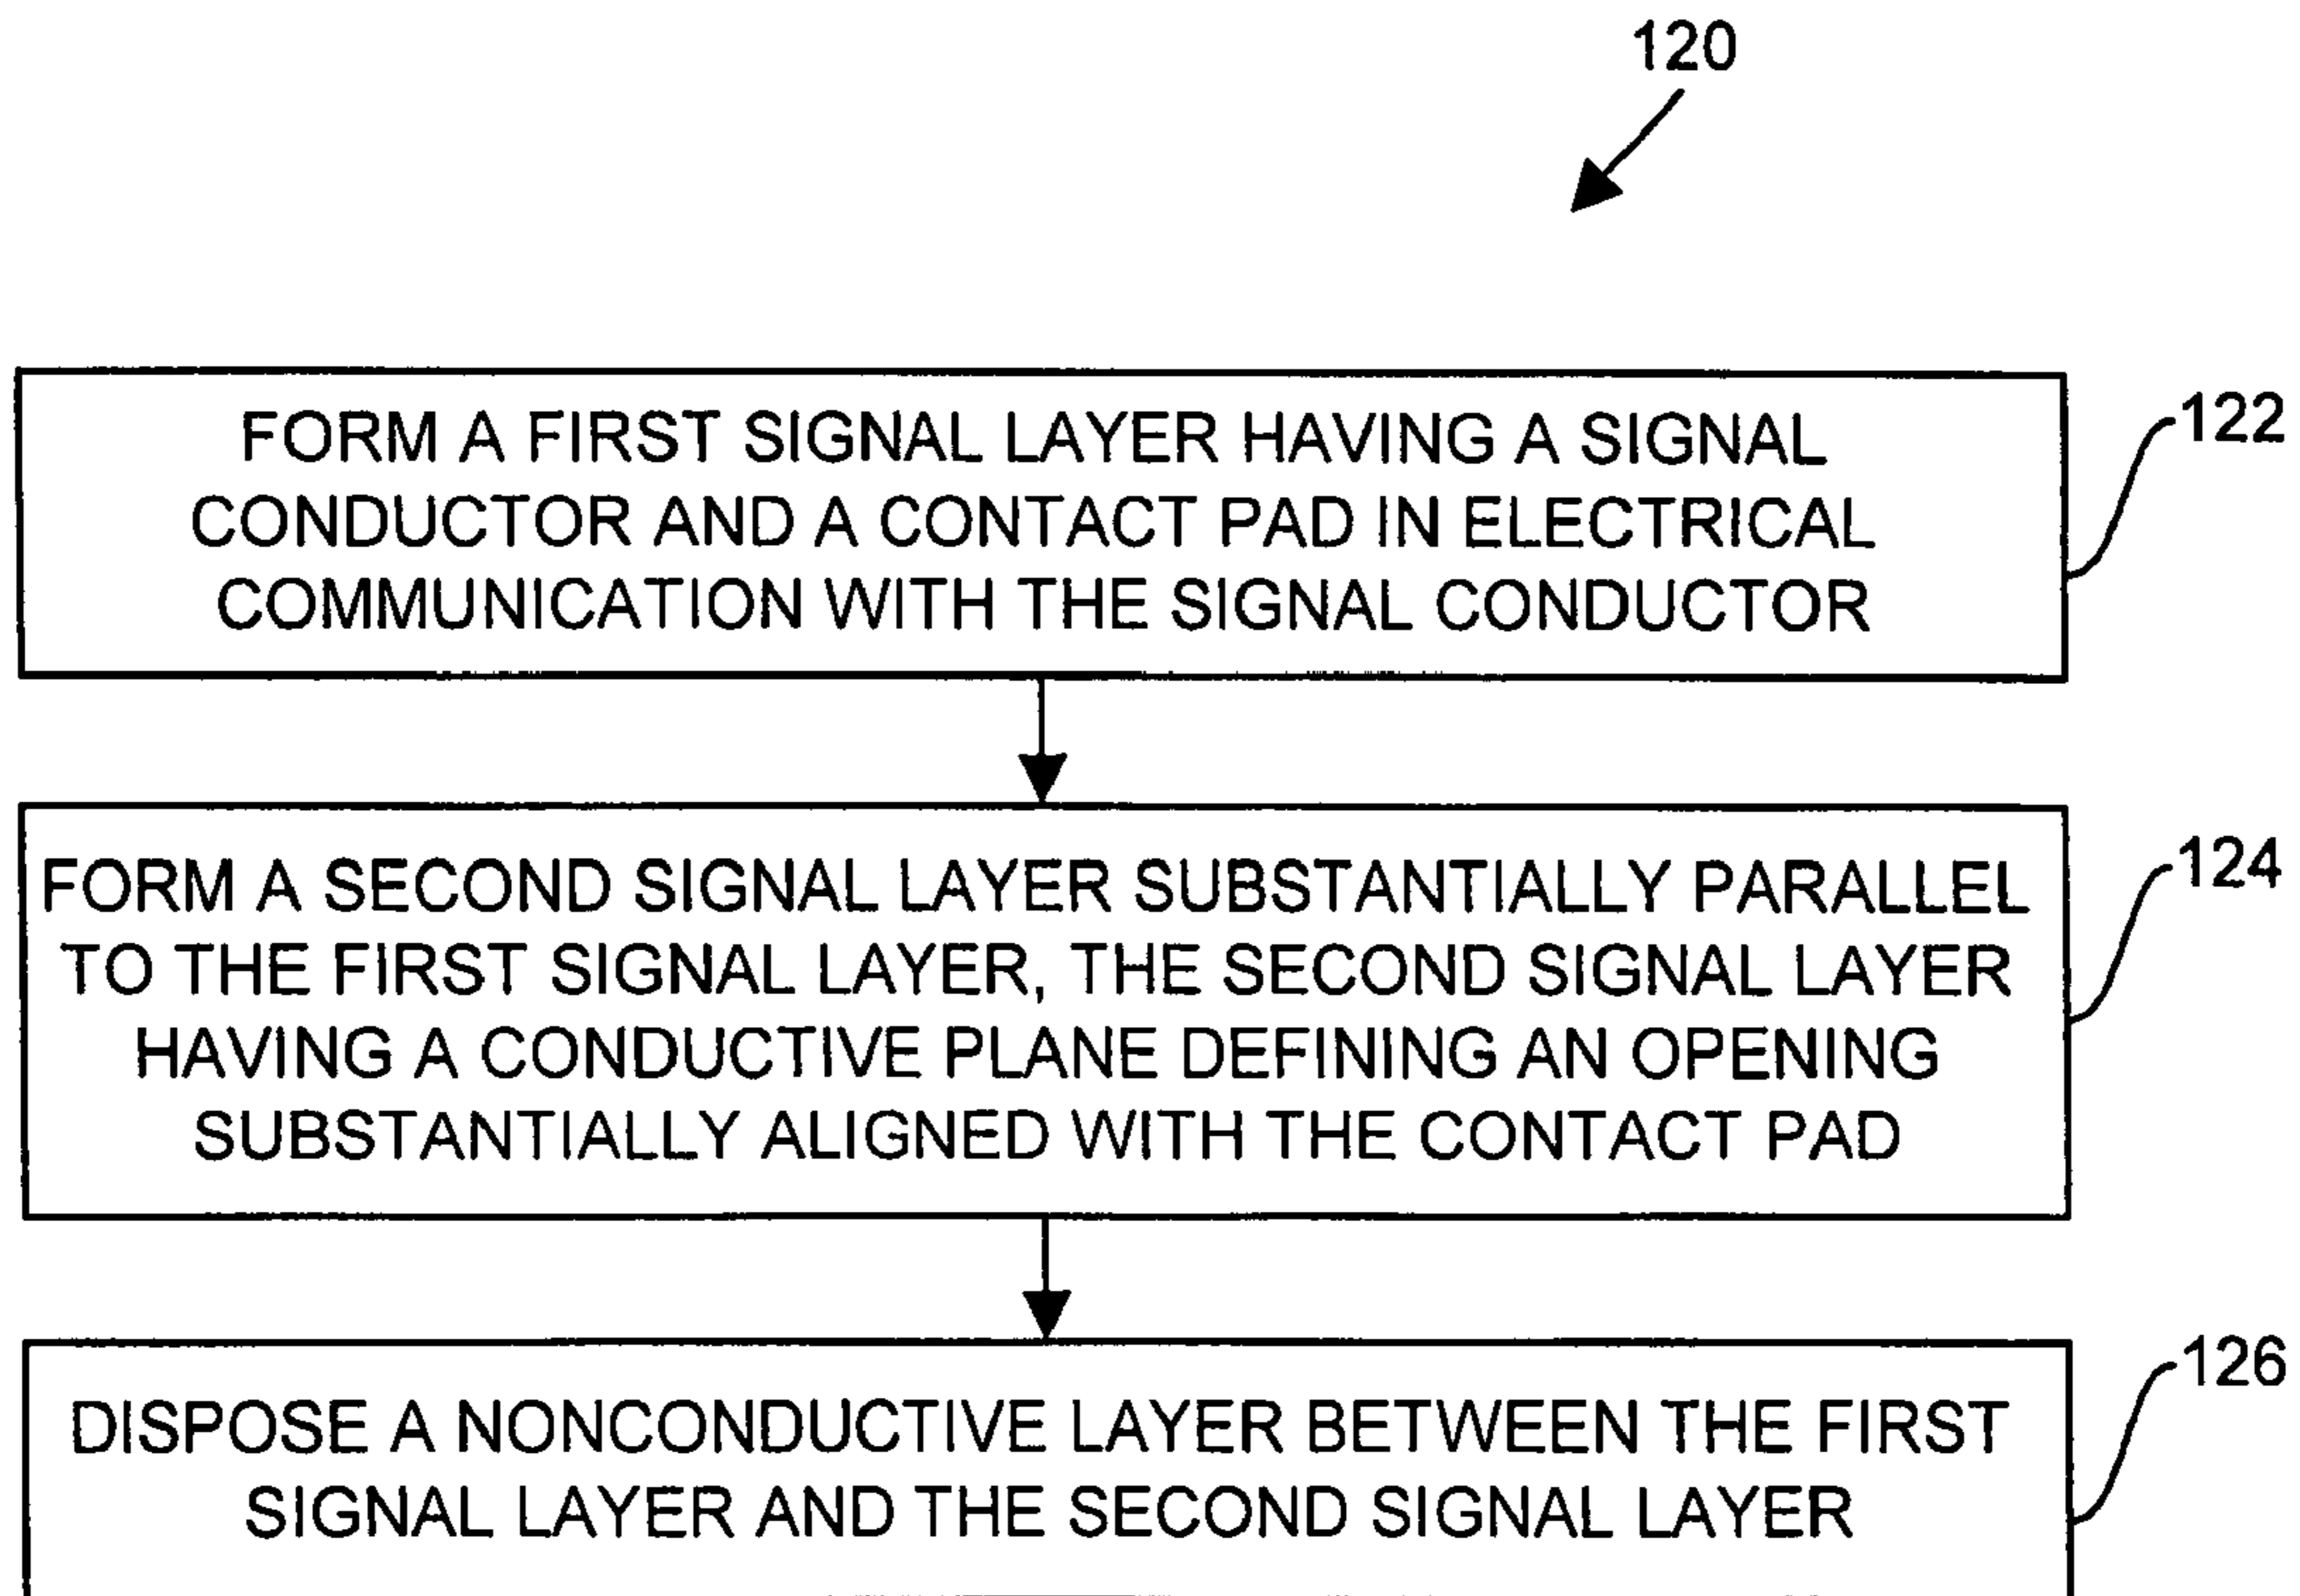 120
FORM A FIRST SIGNAL LAYER HAVING A SIGNAL
CONDUCTOR AND A CONTACT PAD IN ELECTRICAL
COMMUNICATION WITH THE SIGNAL CONDUCTOR
122
FORM A SECOND SIGNAL LAYER SUBSTANTIALLY PARALLEL
TO THE FIRST SIGNAL LAYER, THE SECOND SIGNAL LAYER
HAVING A CONDUCTIVE PLANE DEFINING AN OPENING
SUBSTANTIALLY ALIGNED WITH THE CONTACT PAD
124
DISPOSE A NONCONDUCTIVE LAYER BETWEEN THE FIRST
SIGNAL LAYER AND THE SECOND SIGNAL LAYER
126